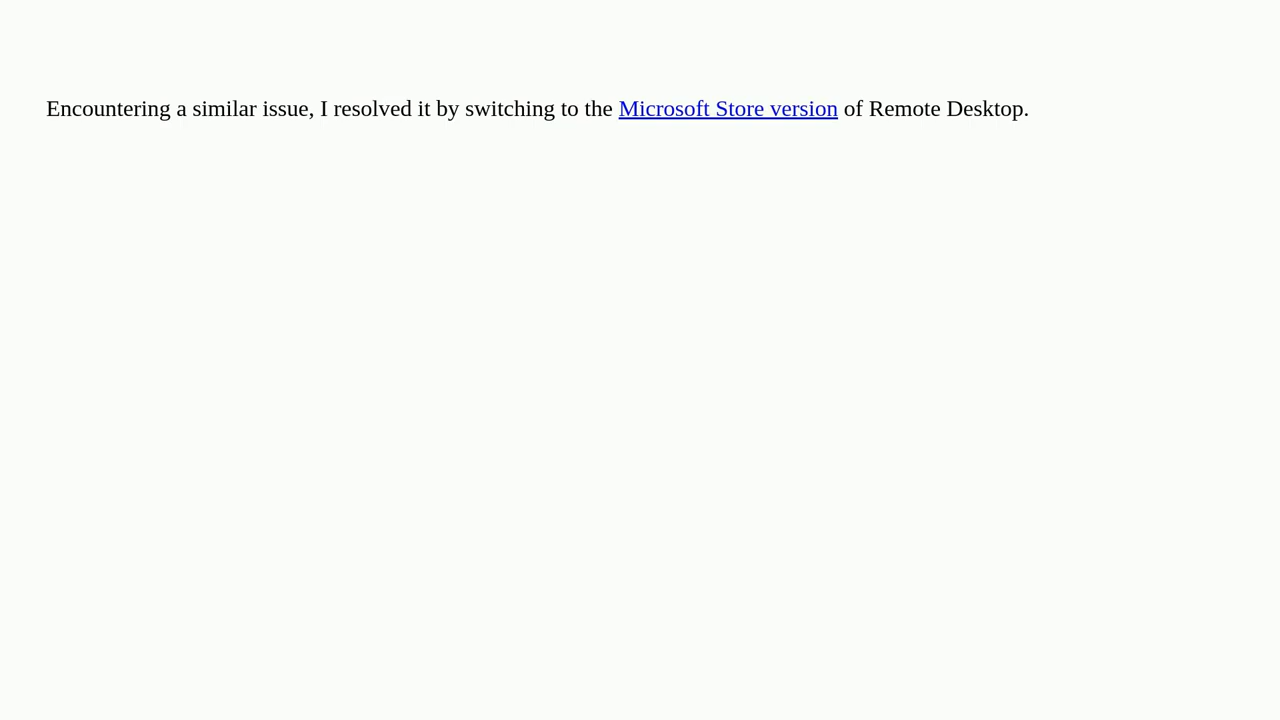 Encountering a similar issue, I resolved it by switching to the Microsoft Store version of Remote Desktop.